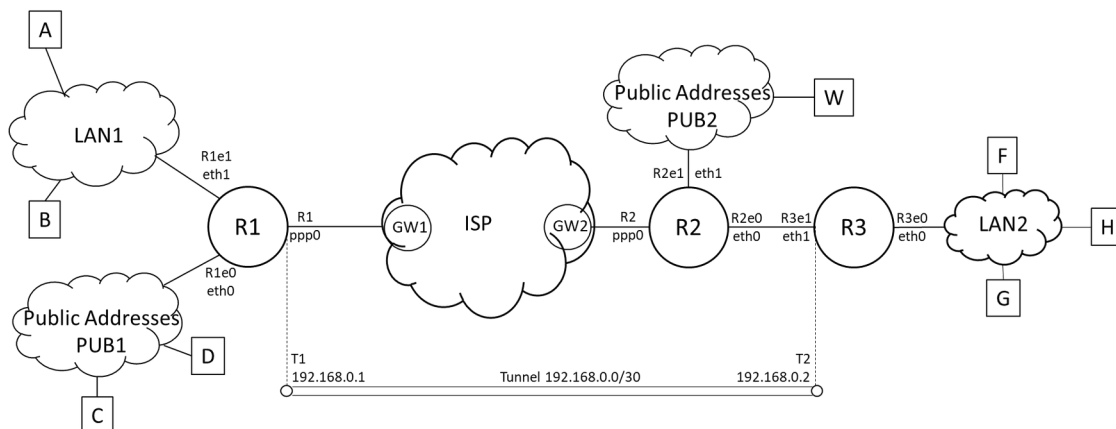 A
LAN1
B
R1e1
eth1
R1
R1
ppp0
R1e0
eth0
Public Addresses
PUB1
D
C
GW1
ISP
GW2
R2
ppp0
Public Addresses
PUB2
W
R2e1 eth1
R2
R2e0
eth0
R3e1
eth1
R3
R3e0
eth0
F
LAN2
H
G
T1
192.168.0.1
Tunnel 192.168.0.0/30
T2
192.168.0.2